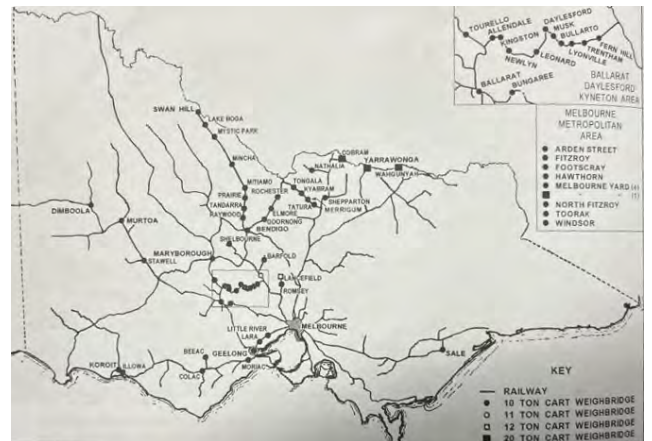 TOURELLO
ALLENDALE
KINGSTON
NEWLYN
LEONARD
DAYLESFORD
MUSK
BULLARTO
LYONVILLE
TRENTHAM
FERN HILL
BALLARAT
BUNGAREE
BALLARAT
DAYLESFORD
KYNETON AREA
MELBOURNE
METROPOLITAN
AREA
ARDEN STREET
FITZROY
FOOTSCRAY
HAWTHORN
MELBOURNE YARD (4)
" " (1)
NORTH FITZROY
TOORAK
WINDSOR
SWAN HILL
LAKE BOGA
MYSTIC PARK
MINCHA
MITIAMO
PRAIRIE
TANDARRA
RAYWOOD
ROCHESTER
ELMORE
GOORNONG
BENDIGO
TONGALA
KYABRAM
TATURA
MERRIGUM
SHEPPARTON
NATHALIA
COBRAM
YARRAWONGA
WAHGUNYAH
DIMBOOLA
MURTOA
STAWELL
MARYBOROUGH
SHELBOURNE
BARFOLD
LANCEFIELD
ROMSEY
LITTLE RIVER
LARA
MELBOURNE
GEELONG
MORIAC
BEEAC
COLAC
KOROIT
ILLOWA
SALE
KEY
RAILWAY
10 TON CART WEIGHBRIDGE
11 TON CART WEIGHBRIDGE
12 TON CART WEIGHBRIDGE
20 TON CART WEIGHBRIDGE